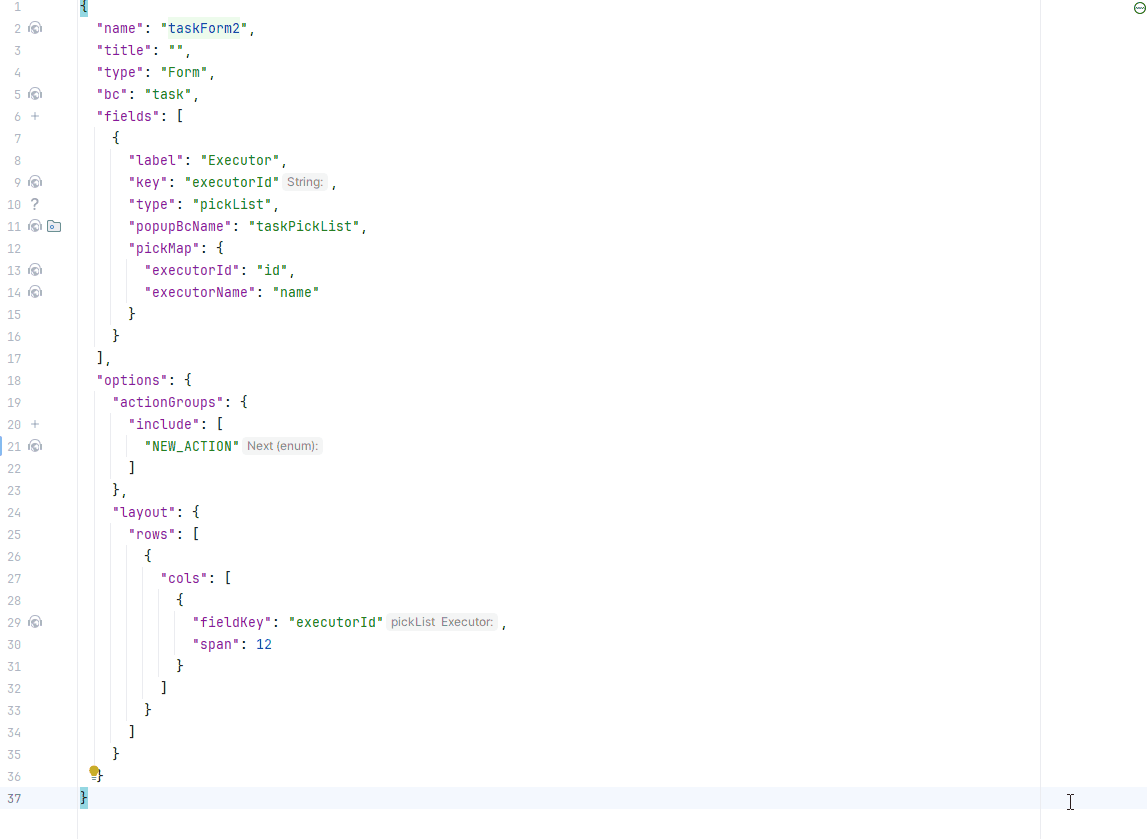 1 {
2 "name": "taskForm2",
3 "title": "",
4 "type": "Form",
5 "bc": "task",
6 + "fields": [
7 {
8 "label": "Executor",
9 "key": "executorId" String: ,
10 ? "type": "pickList",
11 "popupBcName": "taskPickList",
12 "pickMap": {
13 "executorId": "id",
14 "executorName": "name"
15 }
16 }
17 ],
18 "options": {
19 "actionGroups": {
20 + "include": [
21 "NEW_ACTION" Next (enum):
22 ]
23 },
24 "layout": {
25 "rows": [
26 {
27 "cols": [
28 {
29 "fieldKey": "executorId" pickList Executor: ,
30 "span": 12
31 }
32 ]
33 }
34 ]
35 }
36 }
37 }